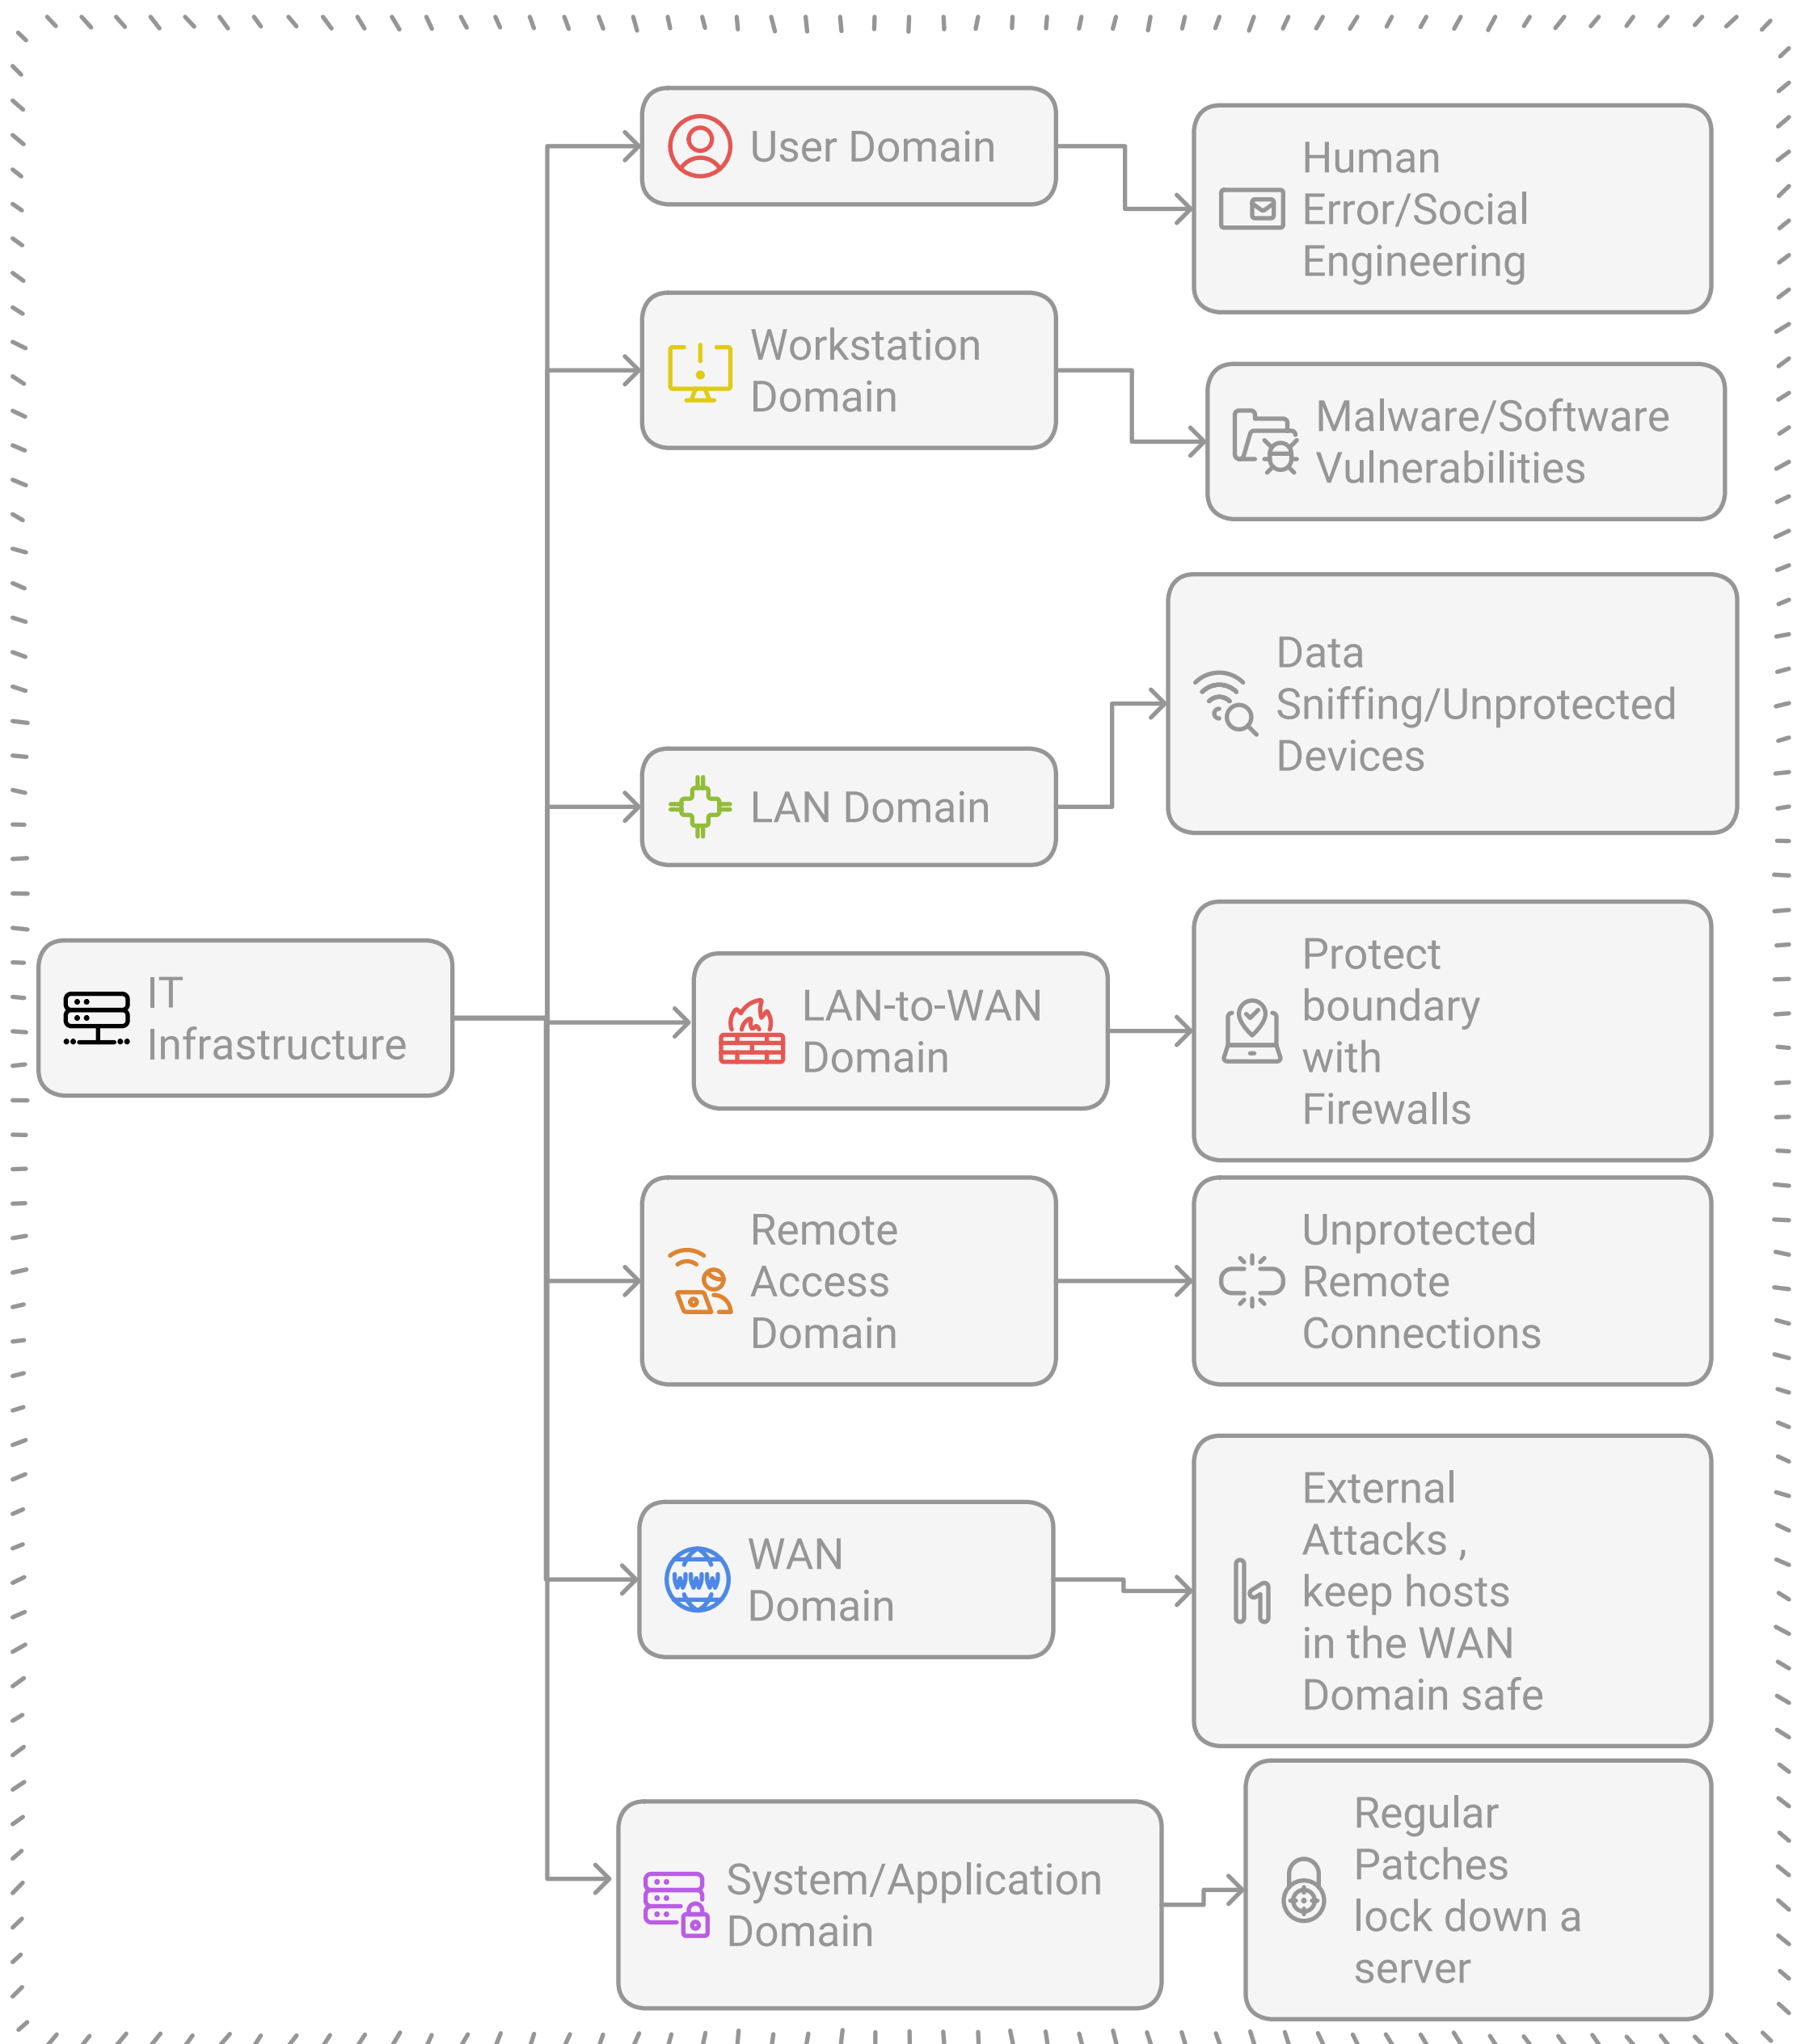 User Domain
Human
Error/Social
Engineering
Workstation
Domain
Malware/Software
Vulnerabilities
Data
Sniffing/Unprotected
Devices
LAN Domain
IT
Infrastructure
LAN-to-WAN
Domain
Protect
boundary
with
Firewalls
Remote
Access
Domain
Unprotected
Remote
Connections
WAN
Domain
WWW
External
Attacks ,
keep hosts
in the WAN
Domain safe
System/Application
Domain
Regular
Patches
lock down a
server